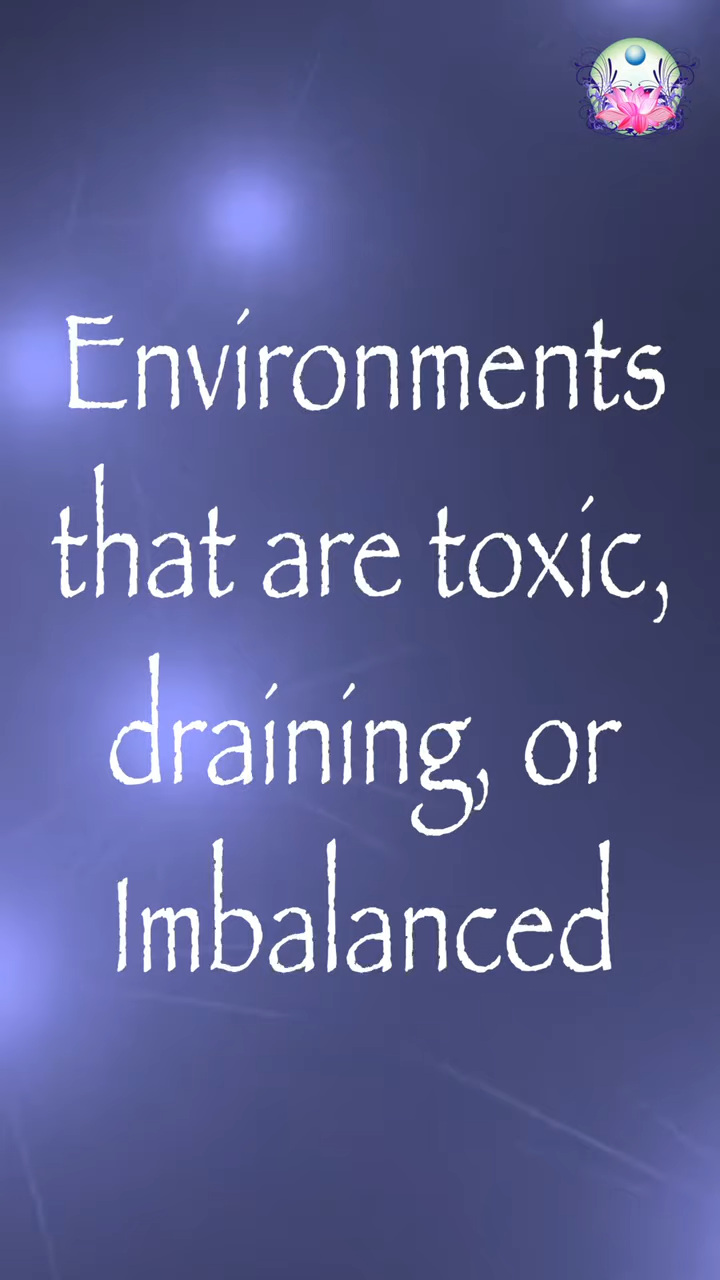 Environments
that are toxic,
draining, or
Imbalanced